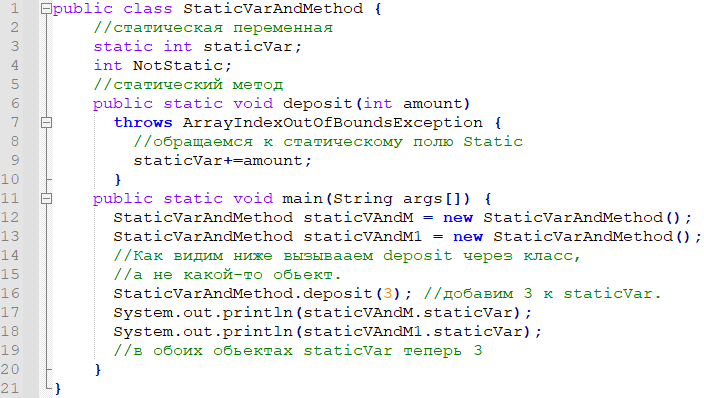 1 public class StaticVarAndMethod {
2 //статическая переменная
3 static int staticVar;
4 int NotStatic;
5 //статический метод
6 public static void deposit(int amount)
7 throws ArrayIndexOutOfBoundsException {
8 //обращаемся к статическому полю Static
9 staticVar+=amount;
10 }
11 public static void main(String args[]) {
12 StaticVarAndMethod staticVAndM = new StaticVarAndMethod();
13 StaticVarAndMethod staticVAndM1 = new StaticVarAndMethod();
14 //Как видим ниже вызывааем deposit через класс,
15 //а не какой-то обьект.
16 StaticVarAndMethod.deposit(3); //добавим 3 к staticVar.
17 System.out.println(staticVAndM.staticVar);
18 System.out.println(staticVAndM1.staticVar);
19 //в обоих обьектах staticVar теперь 3
20 }
21 }